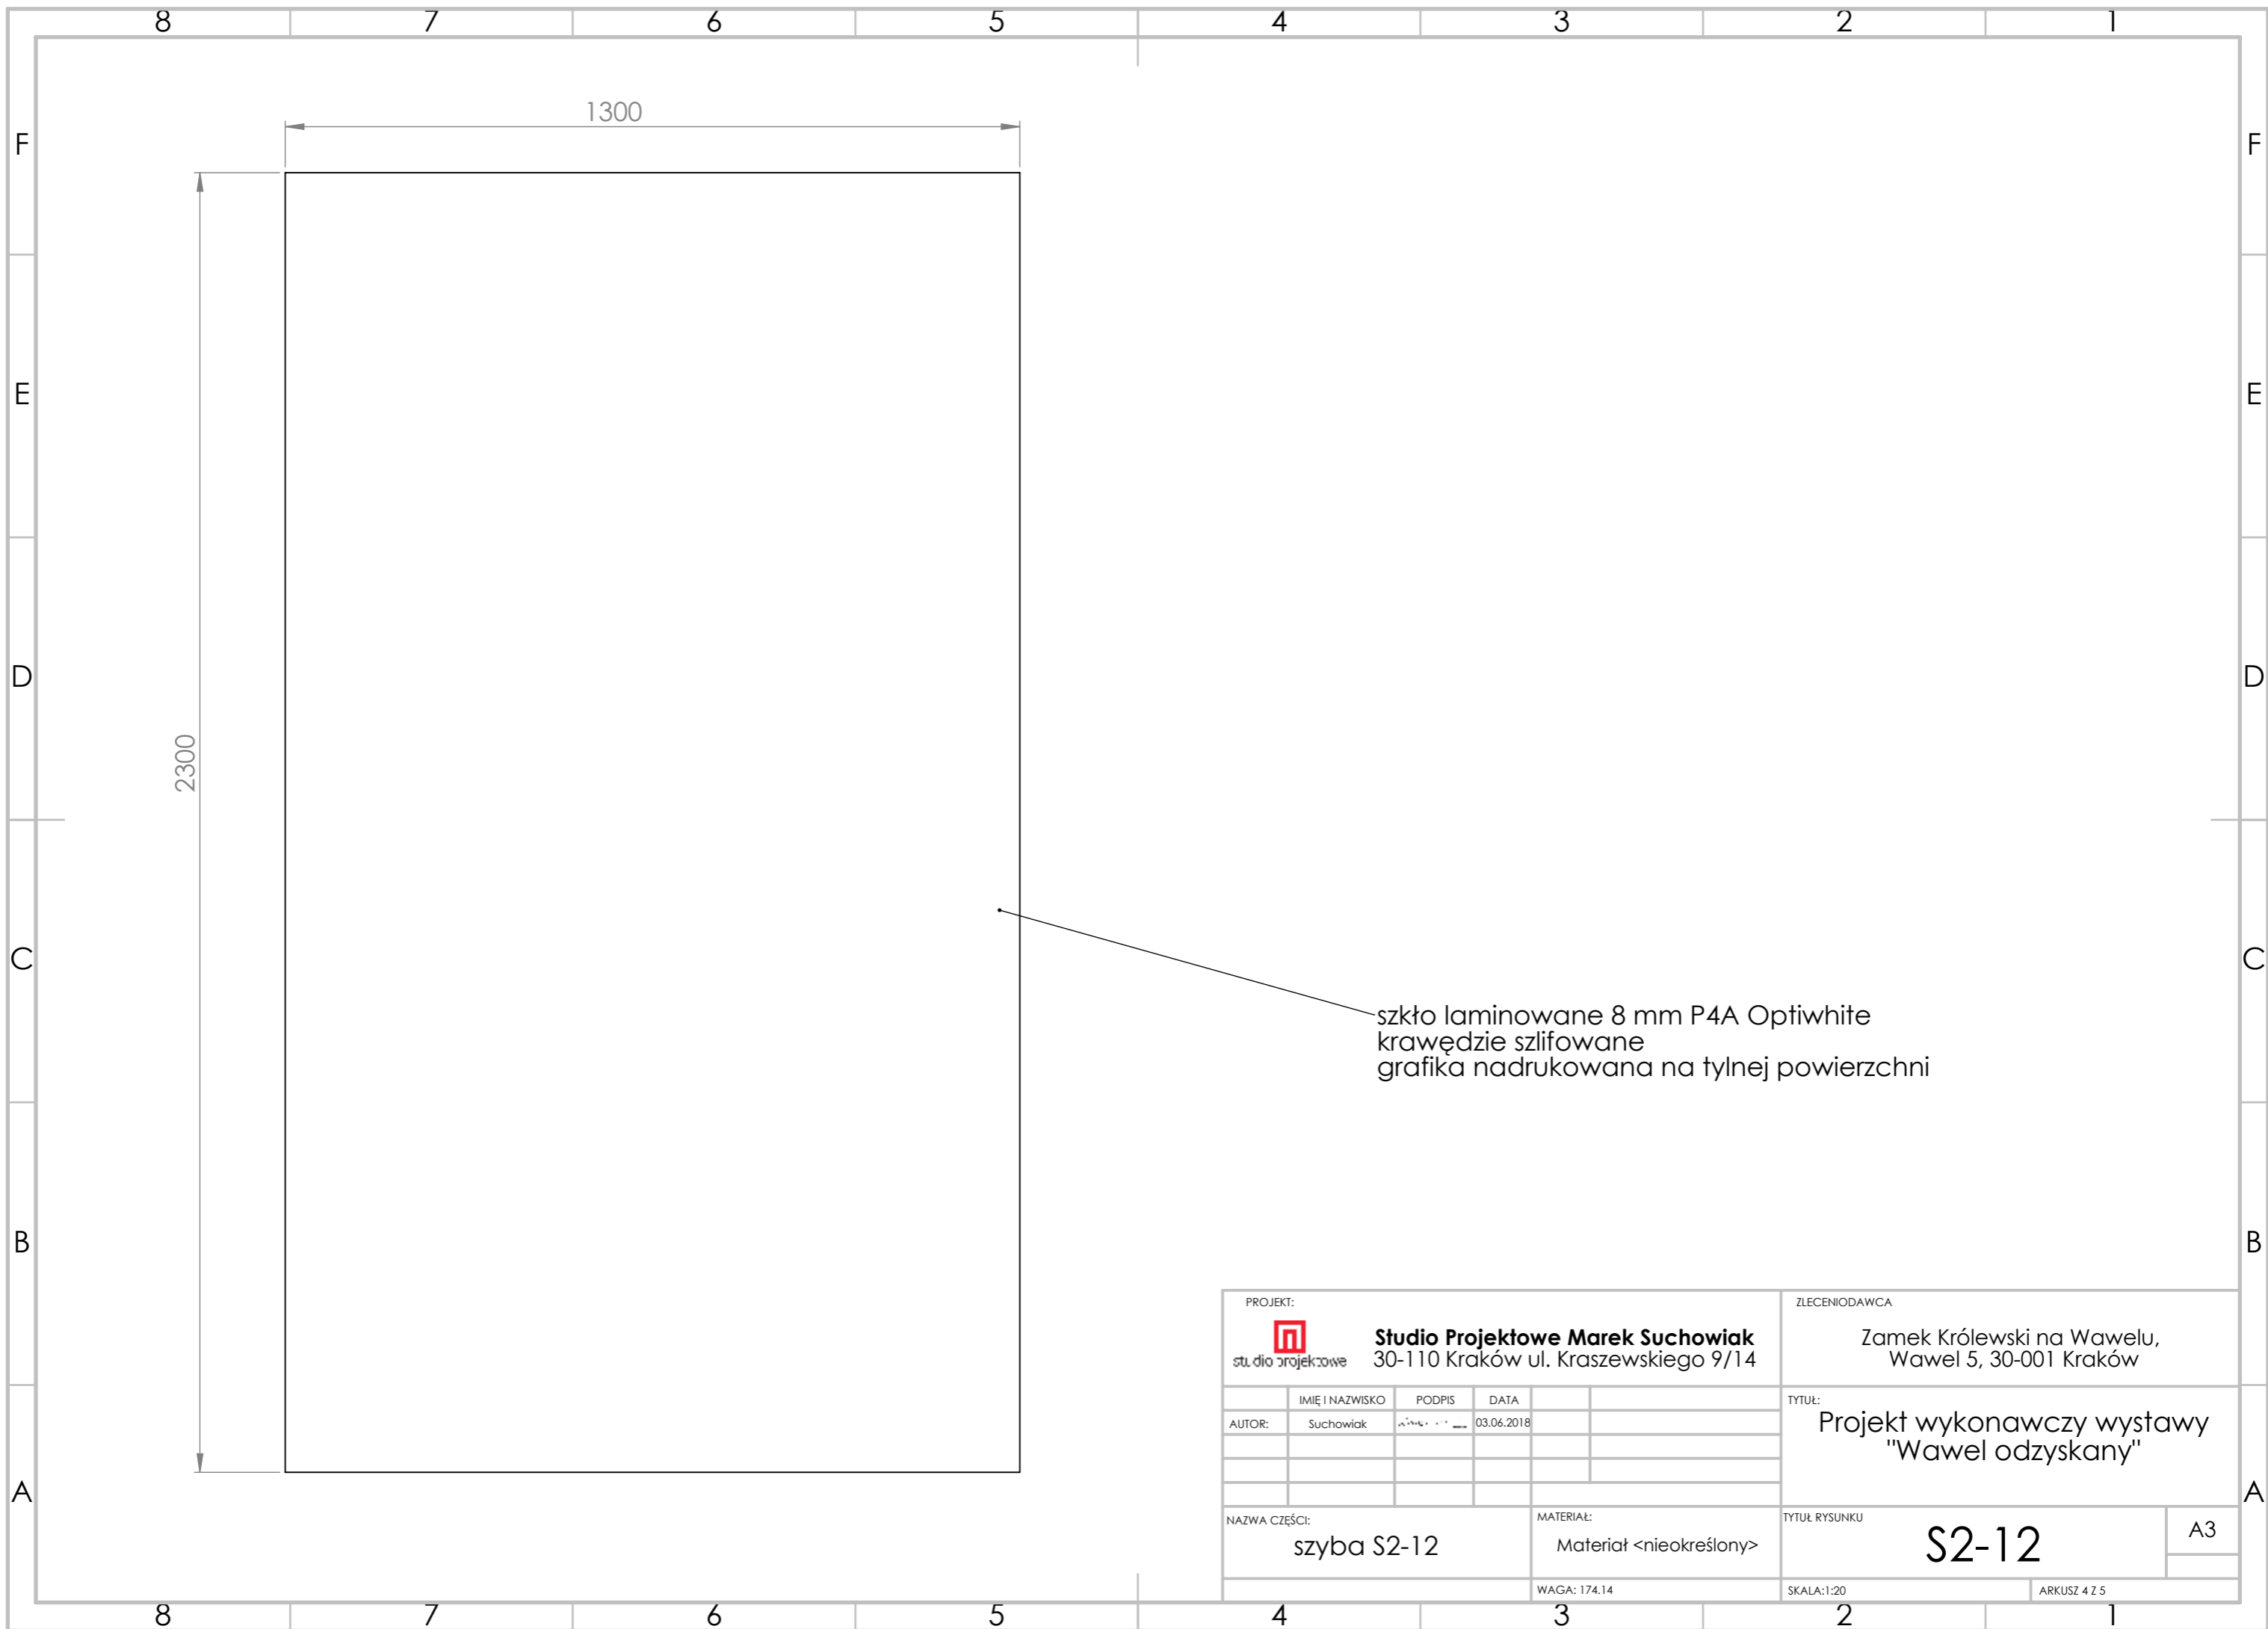 8 7 6 5 4 3 2 1
1300
F F
E E
D D
2300
C C
szkło laminowane 8 mm P4A Optiwhite
krawędzie szlifowane
grafika nadrukowana na tylnej powierzchni
B B
PROJEKT:
studio projektowe
Studio Projektowe Marek Suchowiak
30-110 Kraków ul. Kraszewskiego 9/14
ZLECENIODAWCA
Zamek Królewski na Wawelu,
Wawel 5, 30-001 Kraków
IMIĘ I NAZWISKO PODPIS DATA
AUTOR: Suchowiak 03.06.2018
TYTUŁ:
Projekt wykonawczy wystawy
"Wawel odzyskany"
A A
NAZWA CZĘŚCI:
szyba S2-12
MATERIAŁ:
Materiał <nieokreślony>
TYTUŁ RYSUNKU
S2-12
A3
WAGA: 174.14
SKALA:1:20
ARKUSZ 4 Z 5
8 7 6 5 4 3 2 1